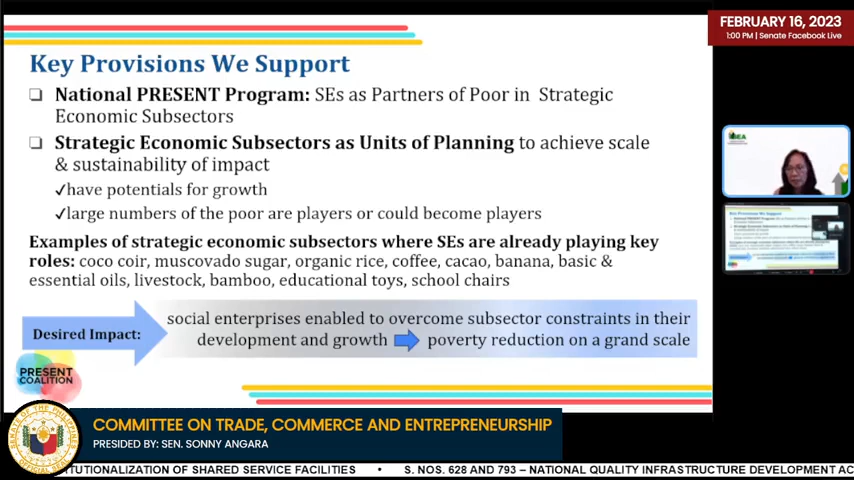 FEBRUARY 16, 2023
1:00 PM | Senate Facebook Live
Key Provisions We Support
❑ National PRESENT Program: SEs as Partners of Poor in Strategic
Economic Subsectors
❑ Strategic Economic Subsectors as Units of Planning to achieve scale
& sustainability of impact
✓have potentials for growth
✓large numbers of the poor are players or could become players
Examples of strategic economic subsectors where SEs are already playing key
roles: coco coir, muscovado sugar, organic rice, coffee, cacao, banana, basic &
essential oils, livestock, bamboo, educational toys, school chairs
Desired Impact:
social enterprises enabled to overcome subsector constraints in their
development and growth
poverty reduction on a grand scale
PRESENT
COALITION
COMMITTEE ON TRADE, COMMERCE AND ENTREPRENEURSHIP
PRESIDED BY: SEN. SONNY ANGARA
TUTIONALIZATION OF SHARED SERVICE FACILITIES • S. NOS. 628 AND 793 – NATIONAL QUALITY INFRASTRUCTURE DEVELOPMENT AC